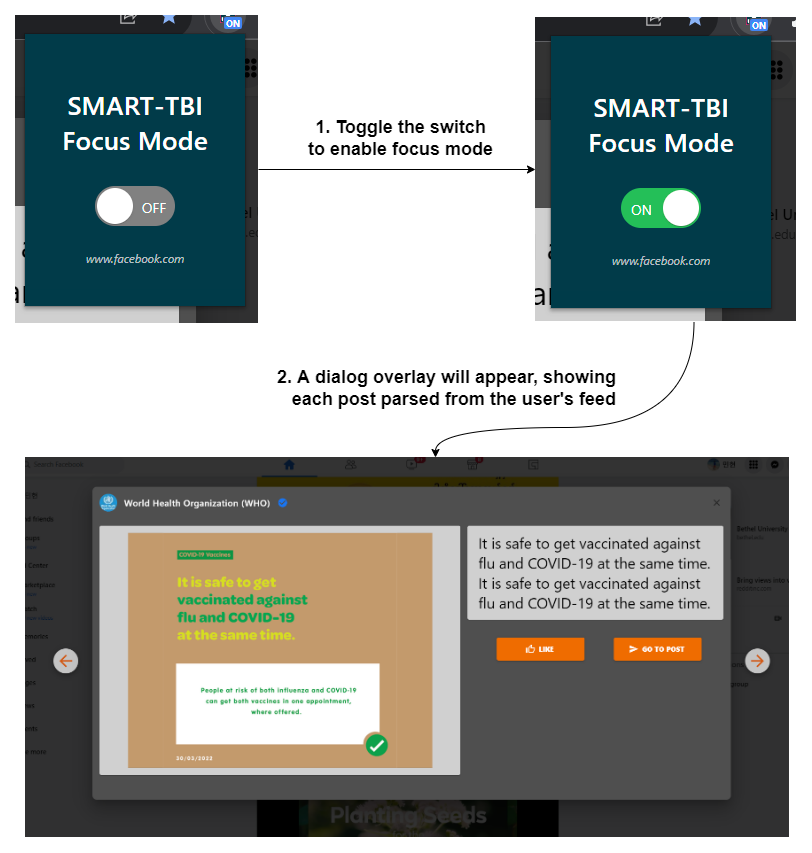 ON
SMART-TBI
Focus Mode
OFF
www.facebook.com
1. Toggle the switch
to enable focus mode
ON
SMART-TBI
Focus Mode
ON
www.facebook.com
2. A dialog overlay will appear, showing
each post parsed from the user's feed
Search Facebook
World Health Organization (WHO)
COVID-19 Vaccines
It is safe to get
vaccinated against
flu and COVID-19
at the same time.
People at risk of both influenza and COVID-19
can get both vaccines in one appointment,
where offered.
30/03/2022
It is safe to get vaccinated against
flu and COVID-19 at the same time.
It is safe to get vaccinated against
flu and COVID-19 at the same time.
LIKE
GO TO POST
Bethel University
Bring views into
group
Planting Seeds